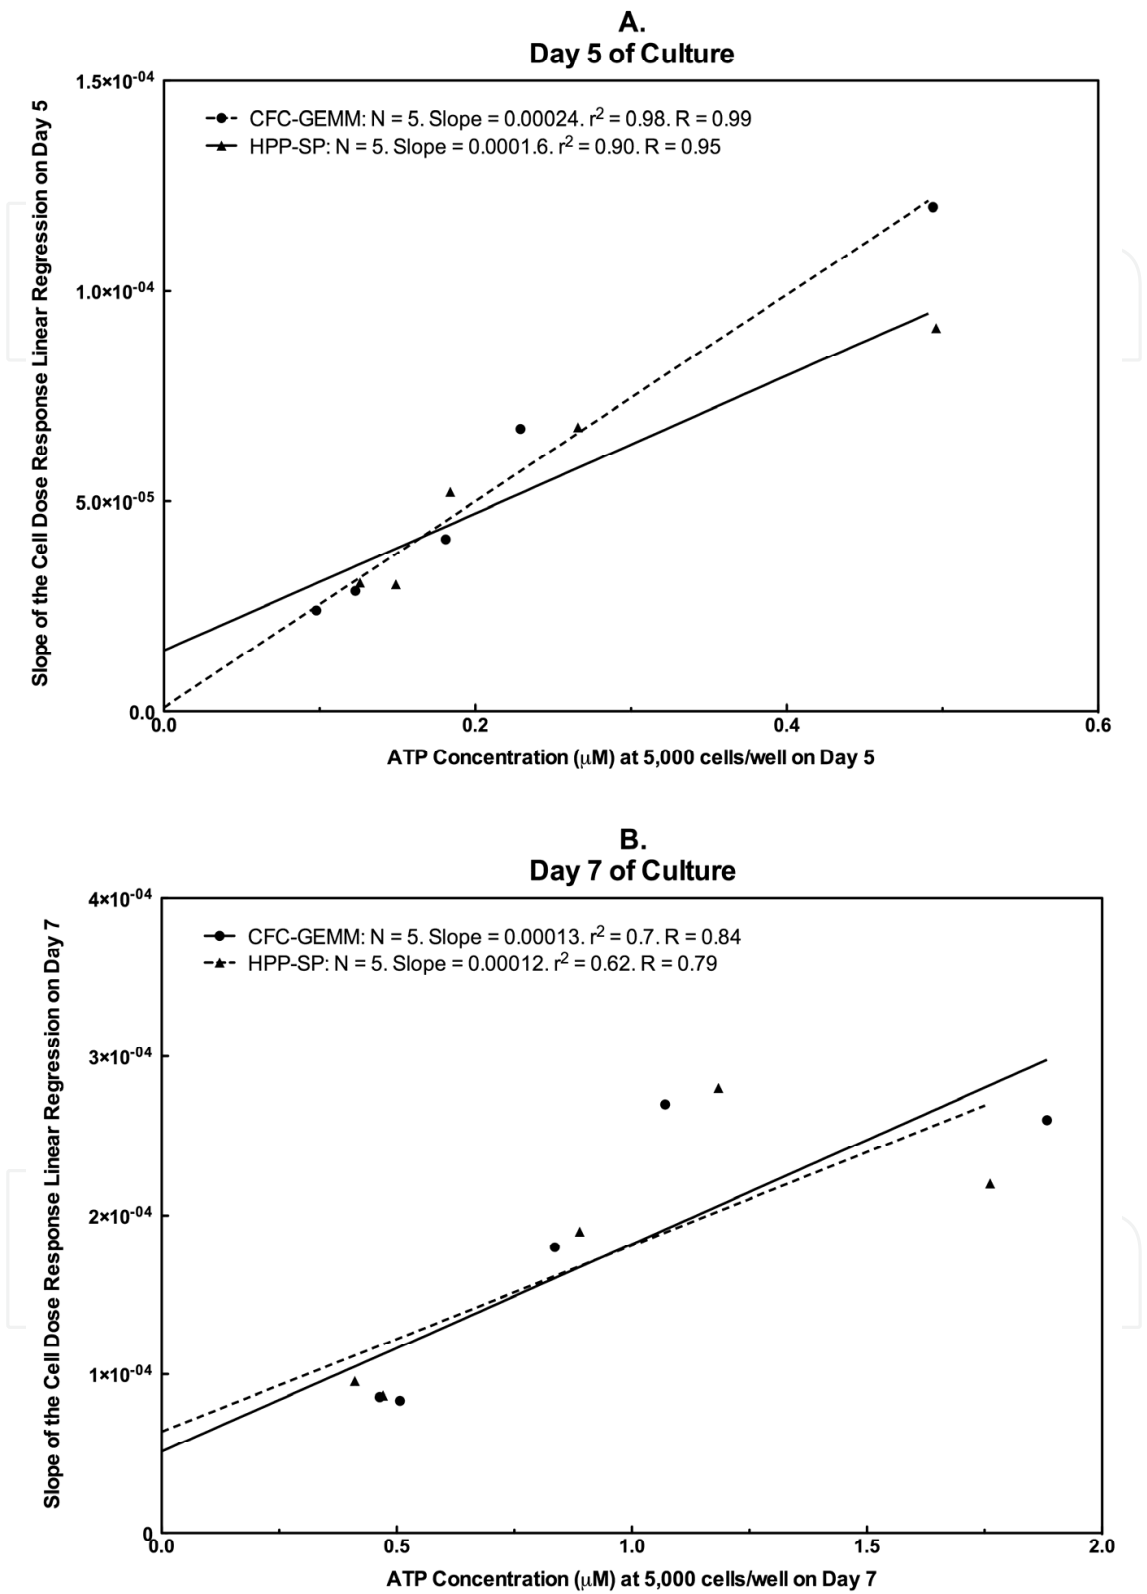 A.
Day 5 of Culture
Slope of the Cell Dose Response Linear Regression on Day 5
1.5×10⁻⁰⁴
CFC-GEMM: N = 5. Slope = 0.00024. r² = 0.98. R = 0.99
HPP-SP: N = 5. Slope = 0.0001.6. r² = 0.90. R = 0.95
1.0×10⁻⁰⁴
5.0×10⁻⁰⁵
0.0
0.0 0.2 0.4 0.6
ATP Concentration (μM) at 5,000 cells/well on Day 5
B.
Day 7 of Culture
Slope of the Cell Dose Response Linear Regression on Day 7
4×10⁻⁰⁴
CFC-GEMM: N = 5. Slope = 0.00013. r² = 0.7. R = 0.84
HPP-SP: N = 5. Slope = 0.00012. r² = 0.62. R = 0.79
3×10⁻⁰⁴
2×10⁻⁰⁴
1×10⁻⁰⁴
0
0.0 0.5 1.0 1.5 2.0
ATP Concentration (μM) at 5,000 cells/well on Day 7